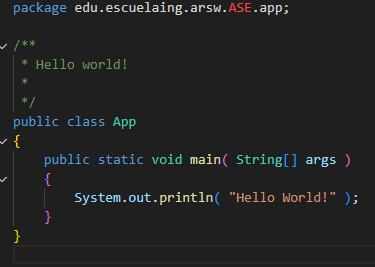 package edu.escuelaing.arsw.ASE.app;
/**
 * Hello world!
 *
 */
public class App
{
    public static void main( String[] args )
    {
        System.out.println( "Hello World!" );
    }
}